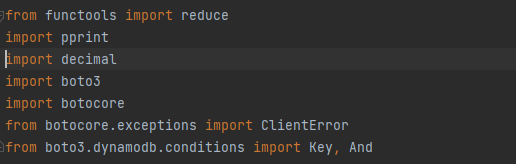 from functools import reduce
import pprint
import decimal
import boto3
import botocore
from botocore.exceptions import ClientError
from boto3.dynamodb.conditions import Key, And